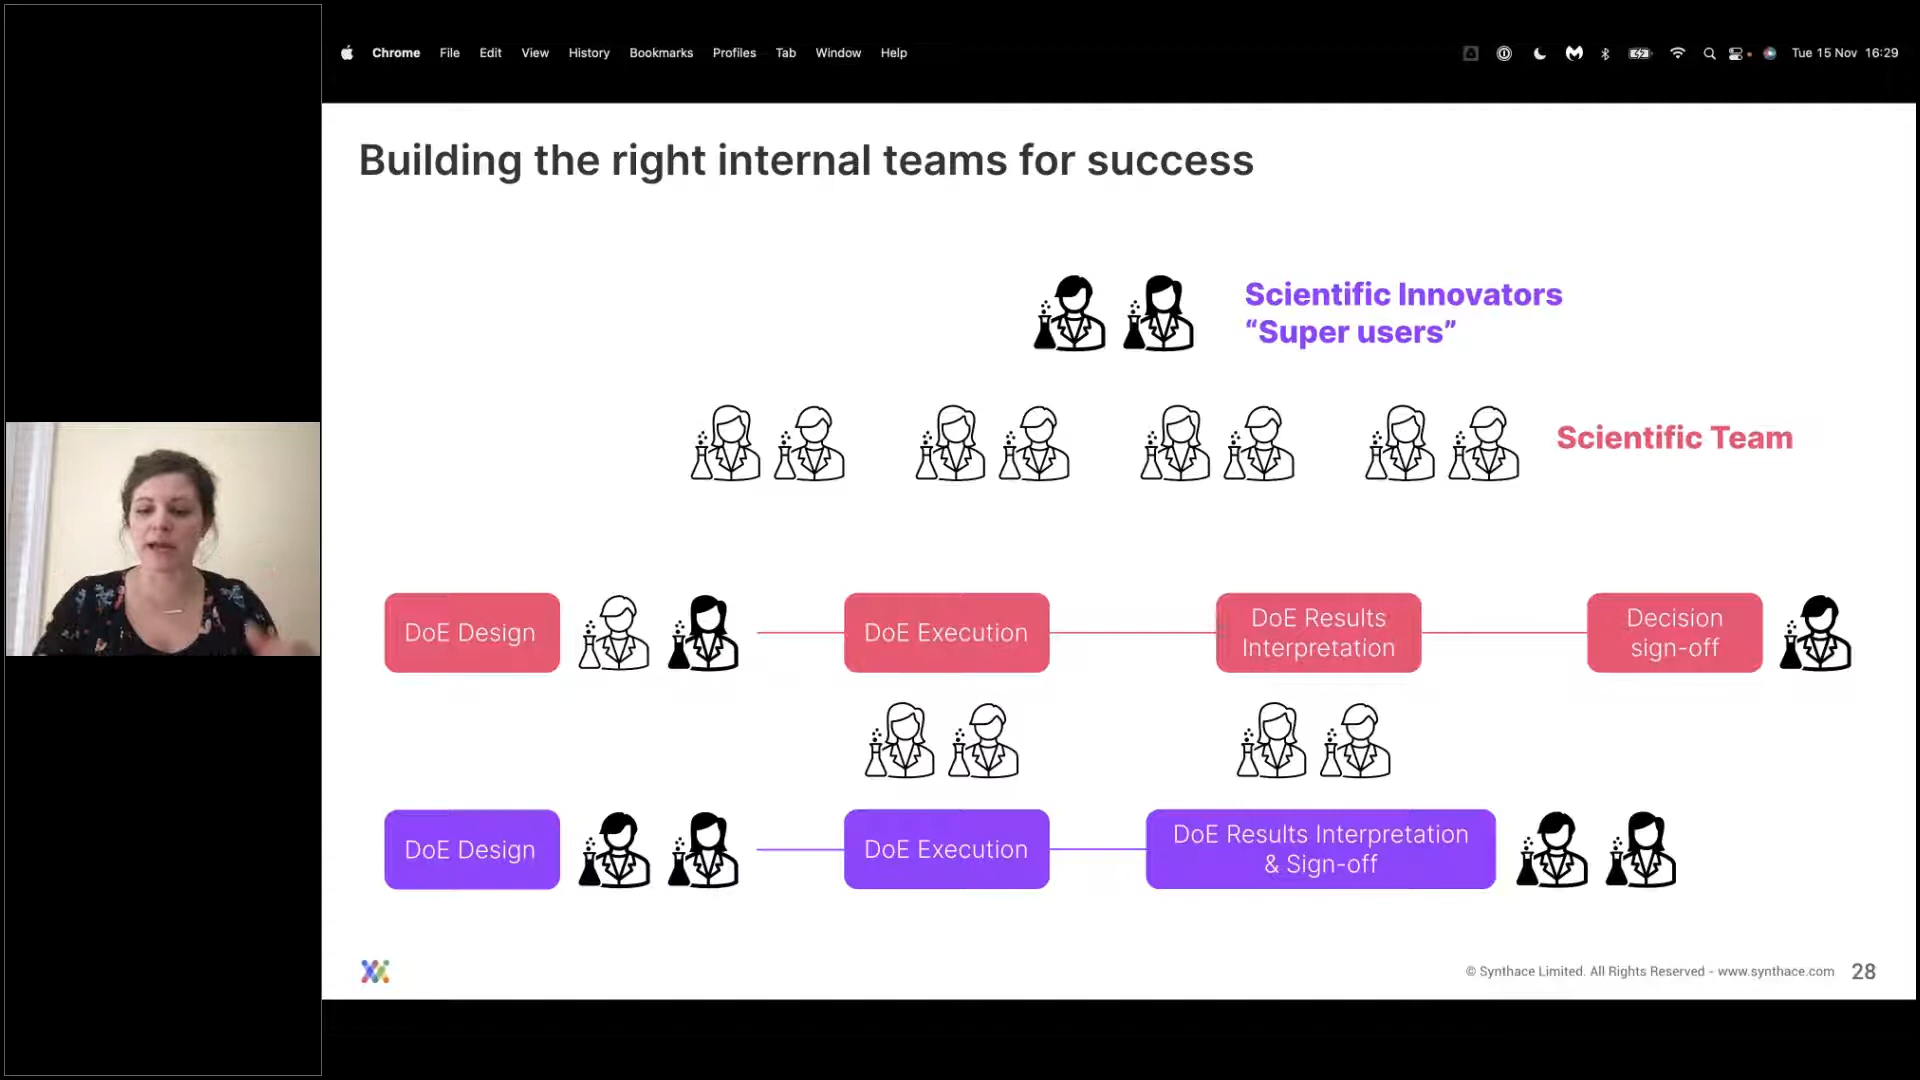 Chrome File Edit View History Bookmarks Profiles Tab Window Help Tue 15 Nov 16:29
Building the right internal teams for success
Scientific Innovators
“Super users”
Scientific Team
DoE Design
DoE Execution
DoE Results
Interpretation
Decision
sign-off
DoE Design
DoE Execution
DoE Results Interpretation
& Sign-off
© Synthace Limited. All Rights Reserved - www.synthace.com 28